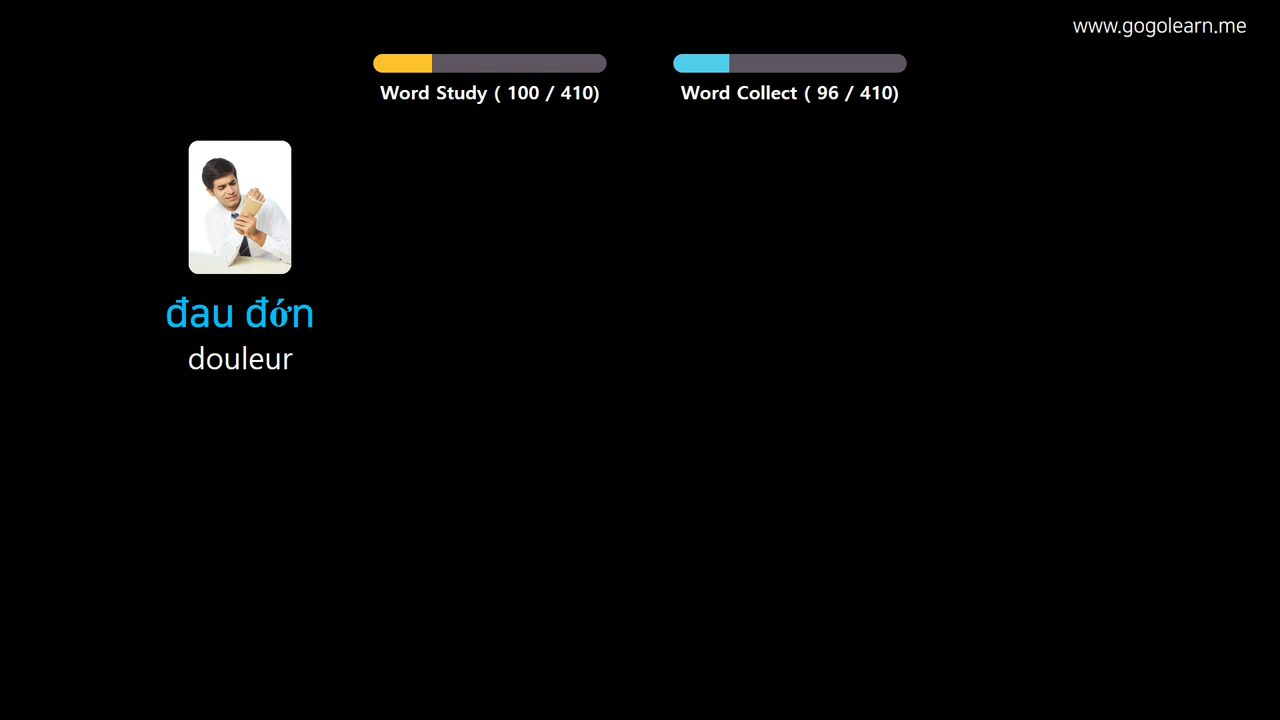 www.gogolearn.me
Word Study ( 100 / 410)
Word Collect ( 96 / 410)
đau đớn
douleur